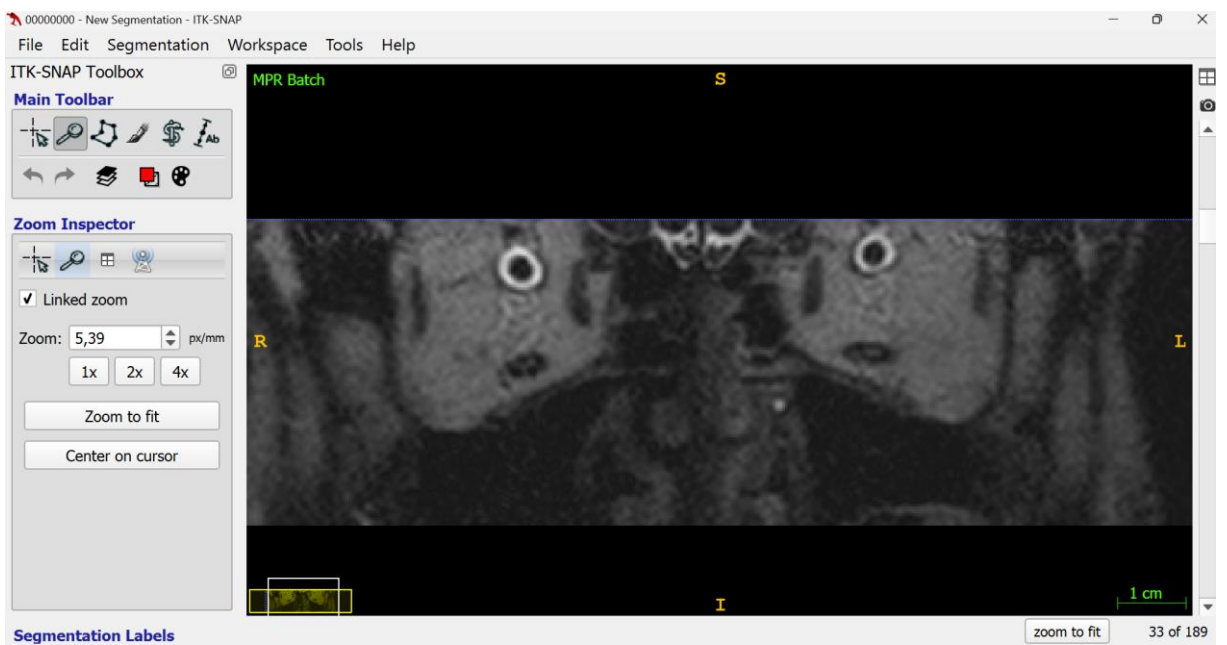 00000000 - New Segmentation - ITK-SNAP
File Edit Segmentation Workspace Tools Help
ITK-SNAP Toolbox
Main Toolbar
Ab
Zoom Inspector
Linked zoom
Zoom: 5,39 px/mm
1x 2x 4x
Zoom to fit
Center on cursor
Segmentation Labels
MPR Batch
S
R
L
I
1 cm
zoom to fit
33 of 189